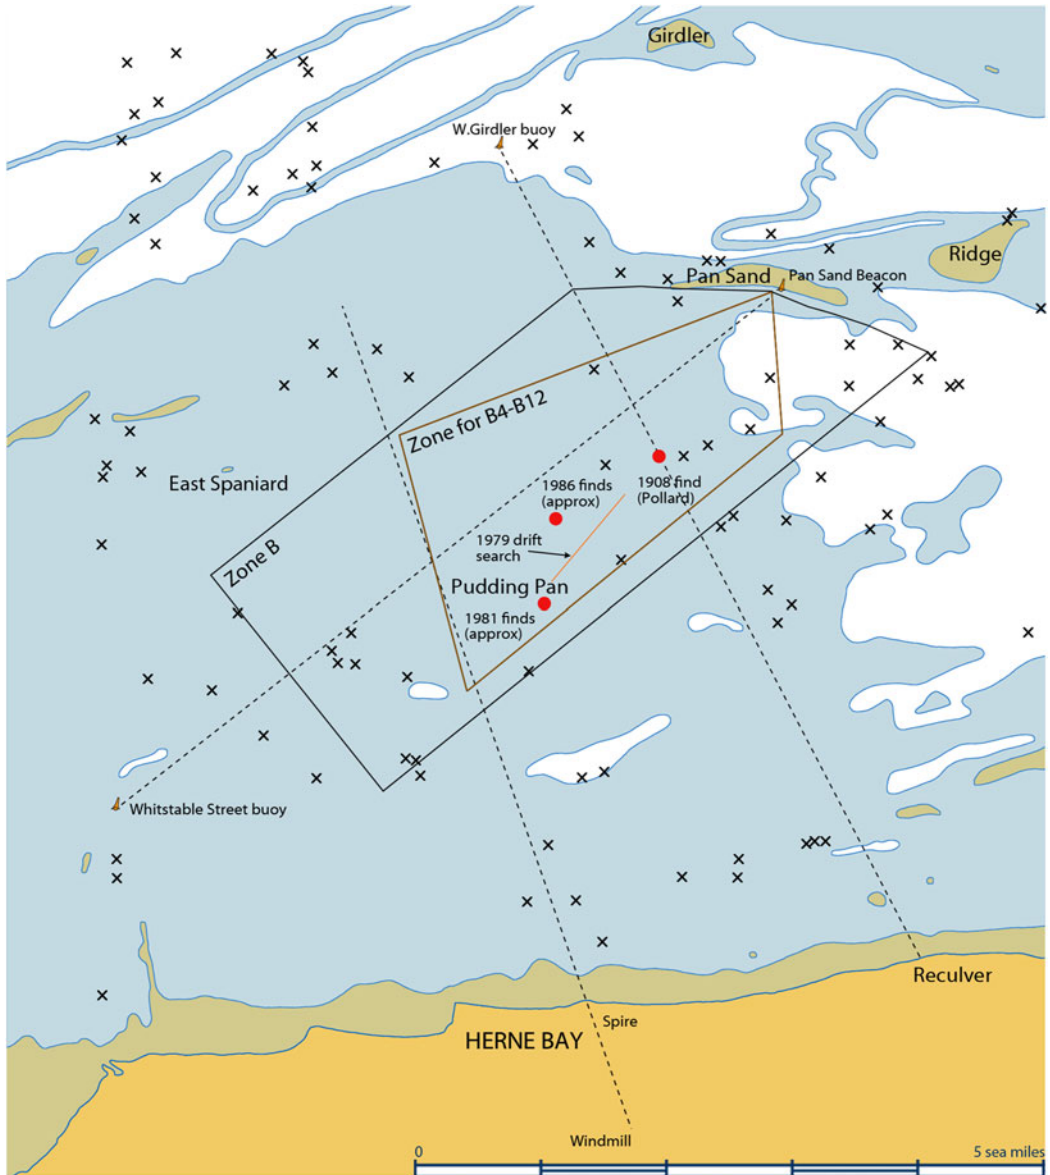 Girdler
W.Girdler buoy
Ridge
Pan Sand
Pan Sand Beacon
Zone for B4-B12
East Spaniard
1986 finds
(approx)
1908 find
(Pollard)
1979 drift
search
Zone B
Pudding Pan
1981 finds
(approx)
Whitstable Street buoy
Reculver
Spire
HERNE BAY
Windmill
0
5 sea miles